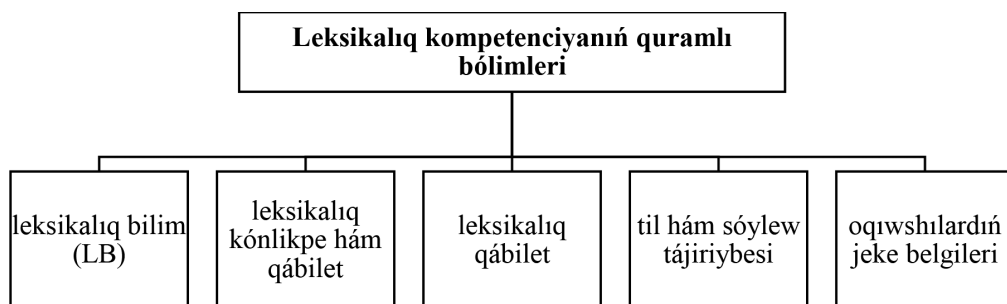 Leksikalıq kompetenciyanıń quramlı
bólimleri
leksikalıq bilim
(LB)
leksikalıq
kónlikpe hám
qábilet
leksikalıq
qábilet
til hám sóylew
tájiriybesi
oqıwshılardıń
jeke belgileri